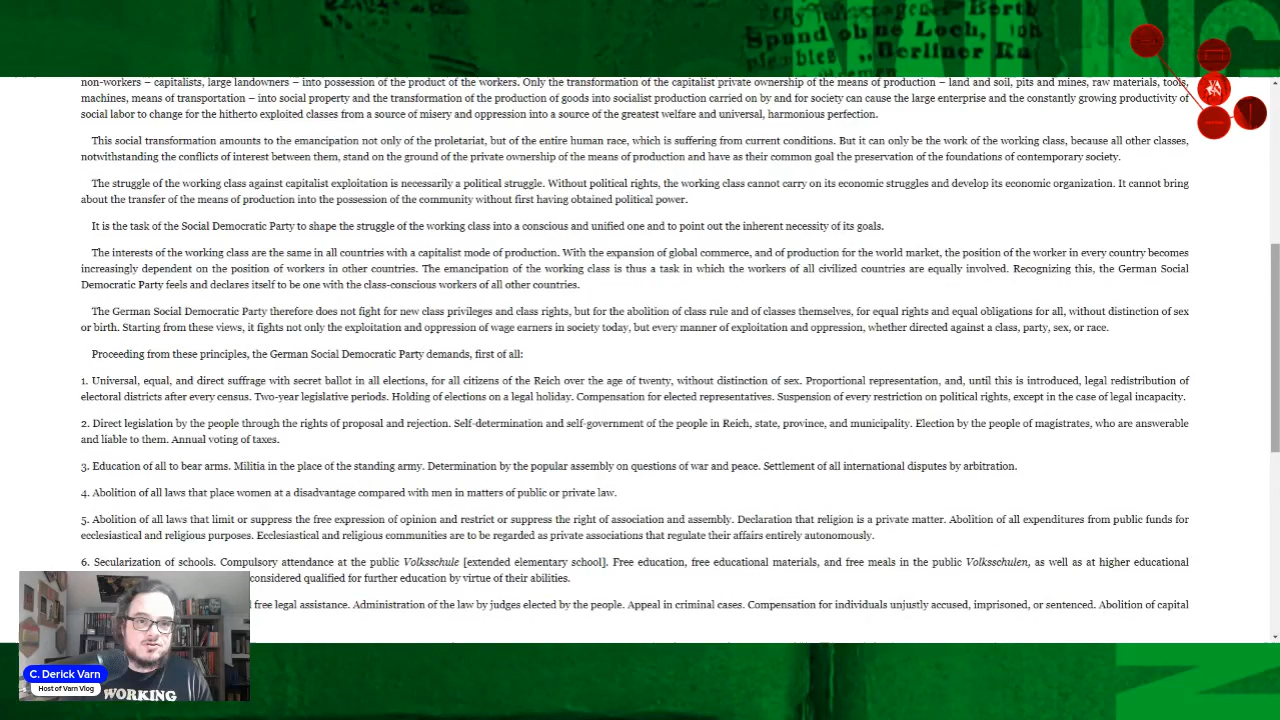 eny Tageger Berth
Spund ohne Loch, ton
pleables „Berliner Ku
non-workers – capitalists, large landowners – into possession of the product of the workers. Only the transformation of the capitalist private ownership of the means of production – land and soil, pits and mines, raw materials, tools,
machines, means of transportation – into social property and the transformation of the production of goods into socialist production carried on by and for society can cause the large enterprise and the constantly growing productivity of
social labor to change for the hitherto exploited classes from a source of misery and oppression into a source of the greatest welfare and universal, harmonious perfection.
This social transformation amounts to the emancipation not only of the proletariat, but of the entire human race, which is suffering from current conditions. But it can only be the work of the working class, because all other classes,
notwithstanding the conflicts of interest between them, stand on the ground of the private ownership of the means of production and have as their common goal the preservation of the foundations of contemporary society.
The struggle of the working class against capitalist exploitation is necessarily a political struggle. Without political rights, the working class cannot carry on its economic struggles and develop its economic organization. It cannot bring
about the transfer of the means of production into the possession of the community without first having obtained political power.
It is the task of the Social Democratic Party to shape the struggle of the working class into a conscious and unified one and to point out the inherent necessity of its goals.
The interests of the working class are the same in all countries with a capitalist mode of production. With the expansion of global commerce, and of production for the world market, the position of the worker in every country becomes
increasingly dependent on the position of workers in other countries. The emancipation of the working class is thus a task in which the workers of all civilized countries are equally involved. Recognizing this, the German Social
Democratic Party feels and declares itself to be one with the class-conscious workers of all other countries.
The German Social Democratic Party therefore does not fight for new class privileges and class rights, but for the abolition of class rule and of classes themselves, for equal rights and equal obligations for all, without distinction of sex
or birth. Starting from these views, it fights not only the exploitation and oppression of wage earners in society today, but every manner of exploitation and oppression, whether directed against a class, party, sex, or race.
Proceeding from these principles, the German Social Democratic Party demands, first of all:
1. Universal, equal, and direct suffrage with secret ballot in all elections, for all citizens of the Reich over the age of twenty, without distinction of sex. Proportional representation, and, until this is introduced, legal redistribution of
electoral districts after every census. Two-year legislative periods. Holding of elections on a legal holiday. Compensation for elected representatives. Suspension of every restriction on political rights, except in the case of legal incapacity.
2. Direct legislation by the people through the rights of proposal and rejection. Self-determination and self-government of the people in Reich, state, province, and municipality. Election by the people of magistrates, who are answerable
and liable to them. Annual voting of taxes.
3. Education of all to bear arms. Militia in the place of the standing army. Determination by the popular assembly on questions of war and peace. Settlement of all international disputes by arbitration.
4. Abolition of all laws that place women at a disadvantage compared with men in matters of public or private law.
5. Abolition of all laws that limit or suppress the free expression of opinion and restrict or suppress the right of association and assembly. Declaration that religion is a private matter. Abolition of all expenditures from public funds for
ecclesiastical and religious purposes. Ecclesiastical and religious communities are to be regarded as private associations that regulate their affairs entirely autonomously.
6. Secularization of schools. Compulsory attendance at the public Volksschule [extended elementary school]. Free education, free educational materials, and free meals in the public Volksschulen, as well as at higher educational
considered qualified for further education by virtue of their abilities.
free legal assistance. Administration of the law by judges elected by the people. Appeal in criminal cases. Compensation for individuals unjustly accused, imprisoned, or sentenced. Abolition of capital
C. Derick Varn
Host of Varn Vlog
WORKING